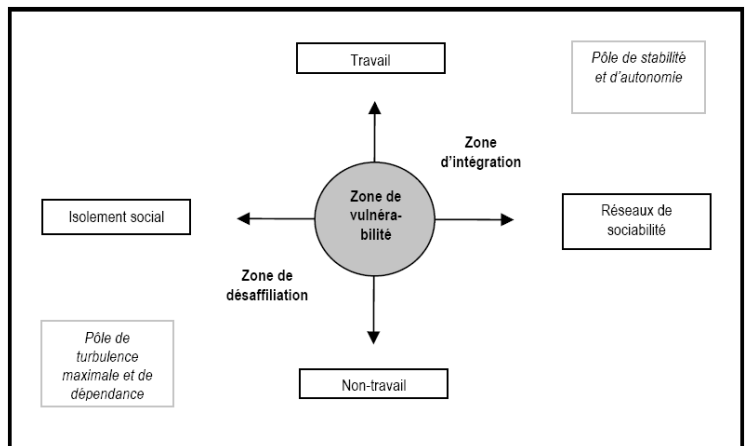 Travail
Pôle de stabilité
et d'autonomie
Zone
d'intégration
Zone de
vulnéra-
bilité
Isolement social
Réseaux de
sociabilité
Zone de
désaffiliation
Pôle de
turbulence
maximale et de
dépendance
Non-travail